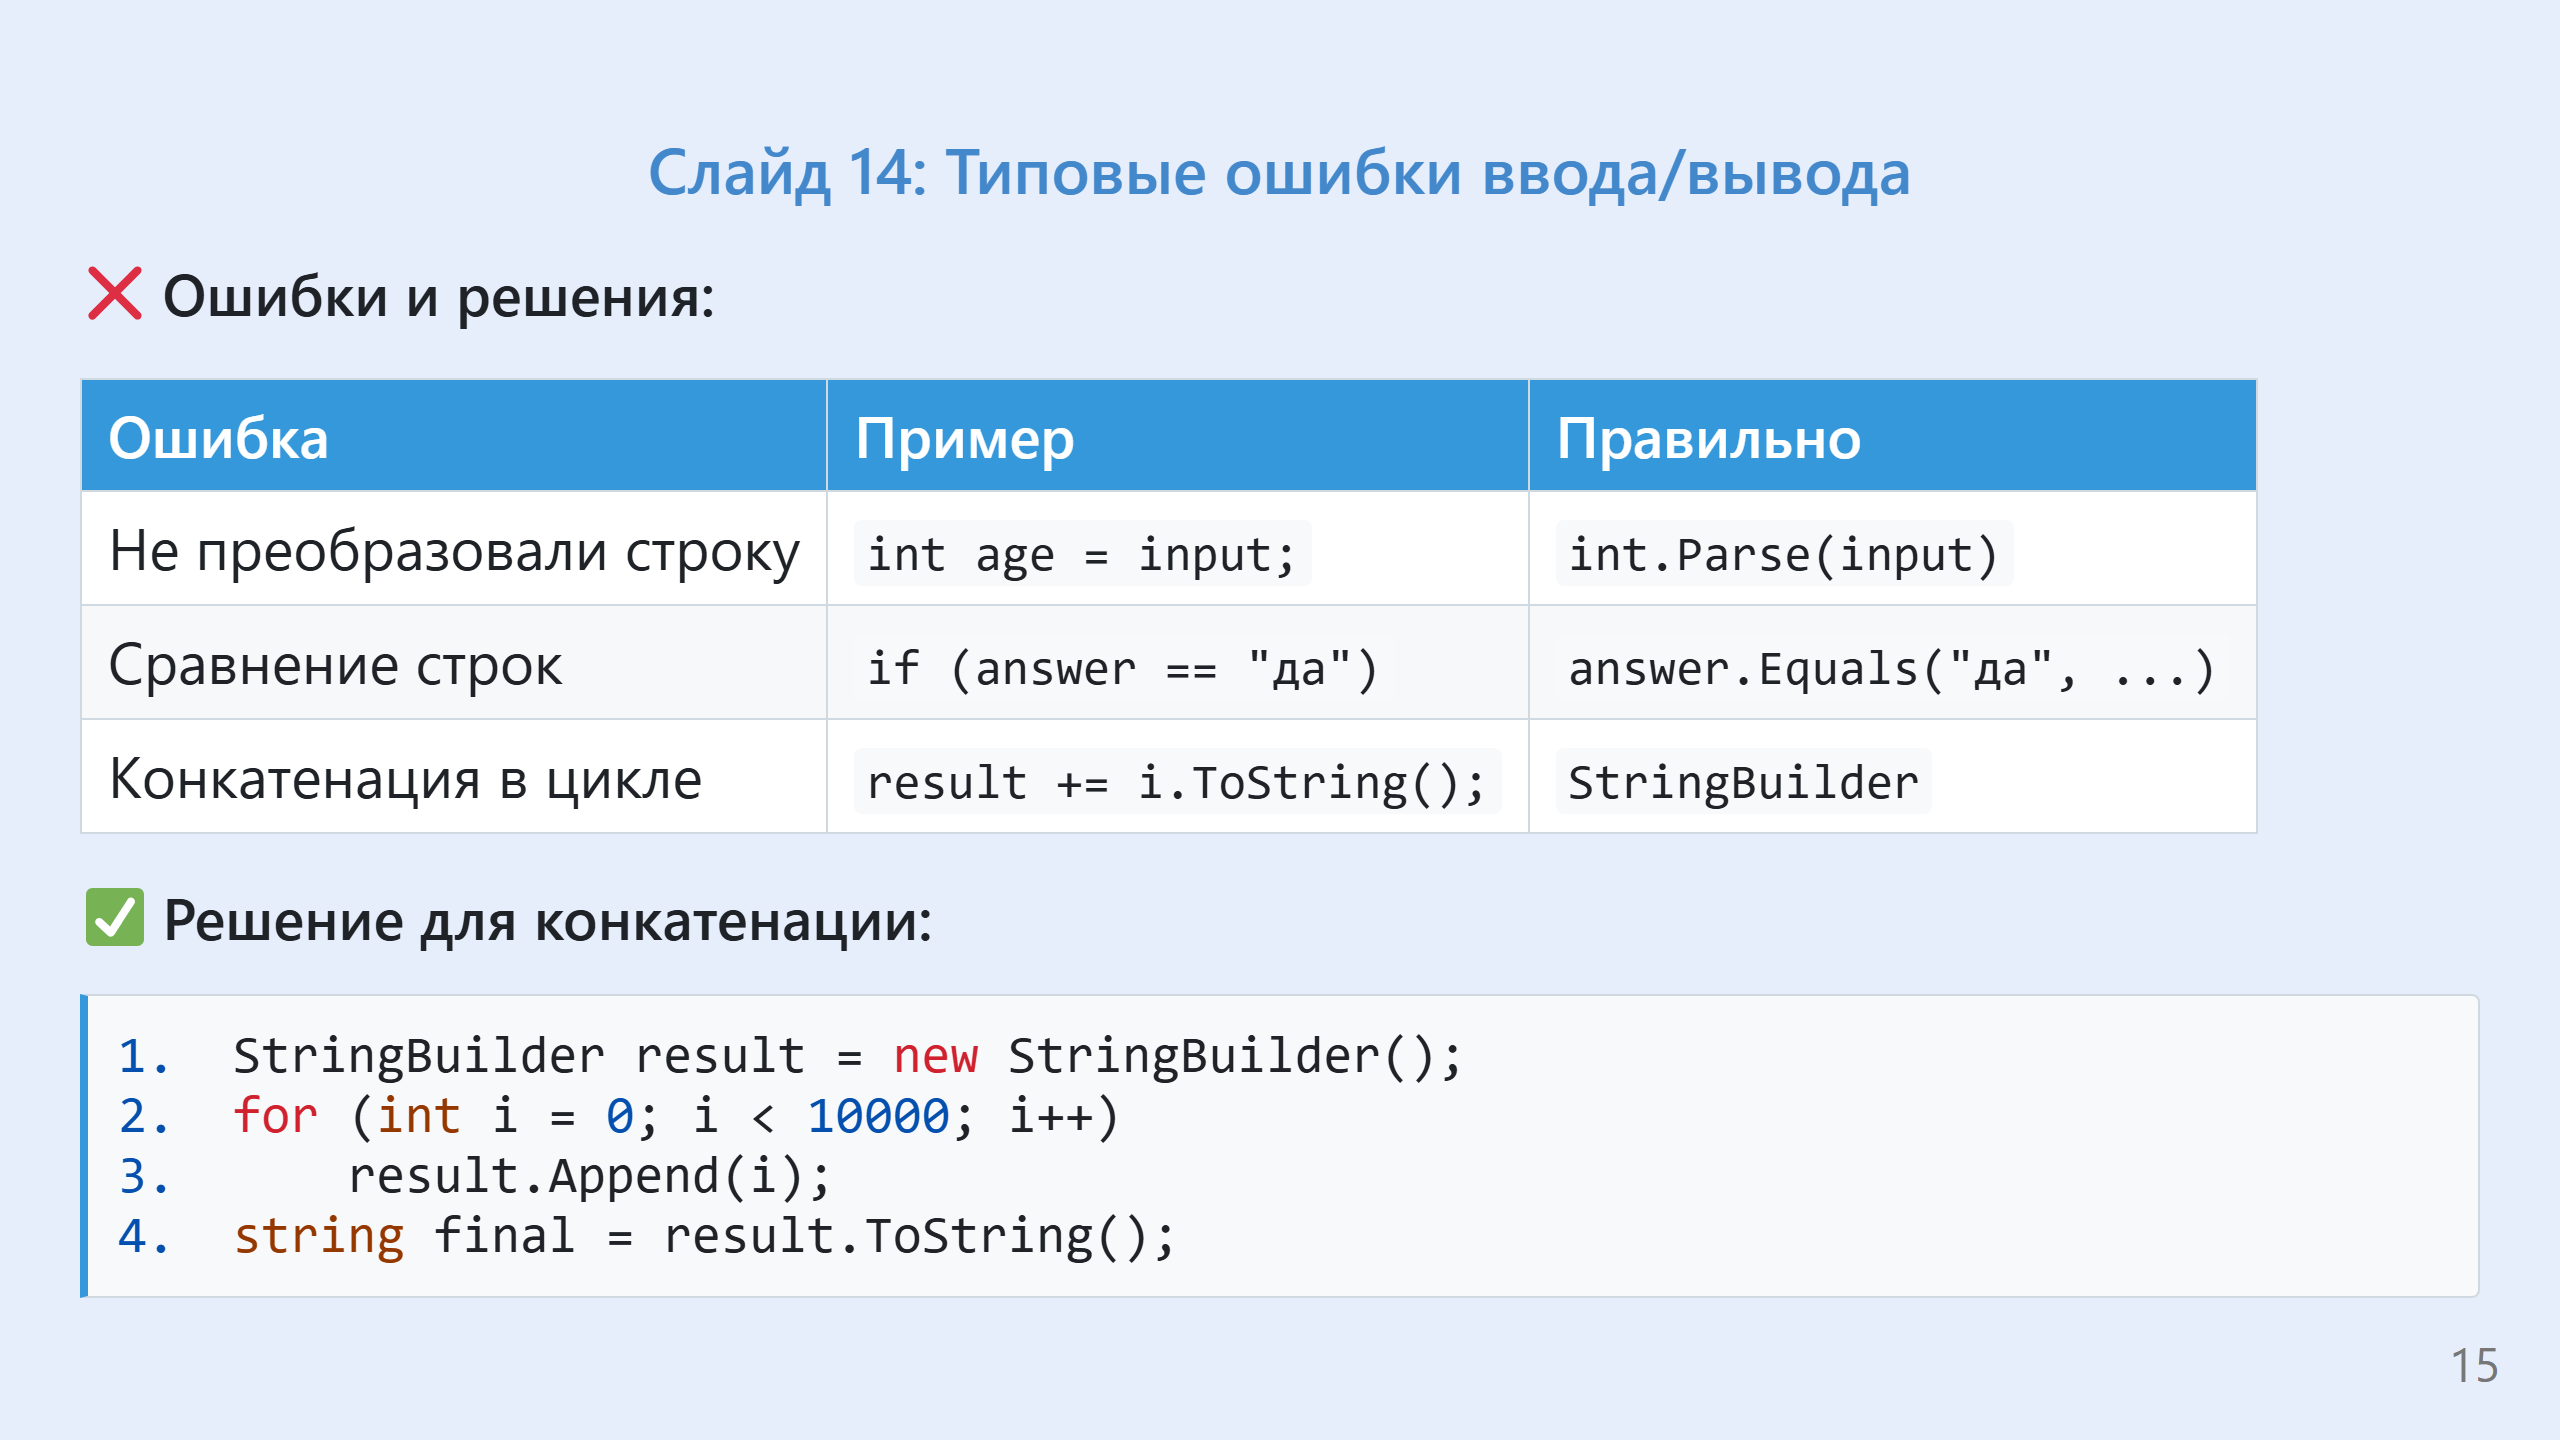 Слайд 14: Типовые ошибки ввода/вывода
❌ Ошибки и решения:
Ошибка Пример Правильно
Не преобразовали строку int age = input; int.Parse(input)
Сравнение строк if (answer == "да") answer.Equals("да", ...)
Конкатенация в цикле result += i.ToString(); StringBuilder
✅ Решение для конкатенации:
1. StringBuilder result = new StringBuilder();
2. for (int i = 0; i < 10000; i++)
3. result.Append(i);
4. string final = result.ToString();
15